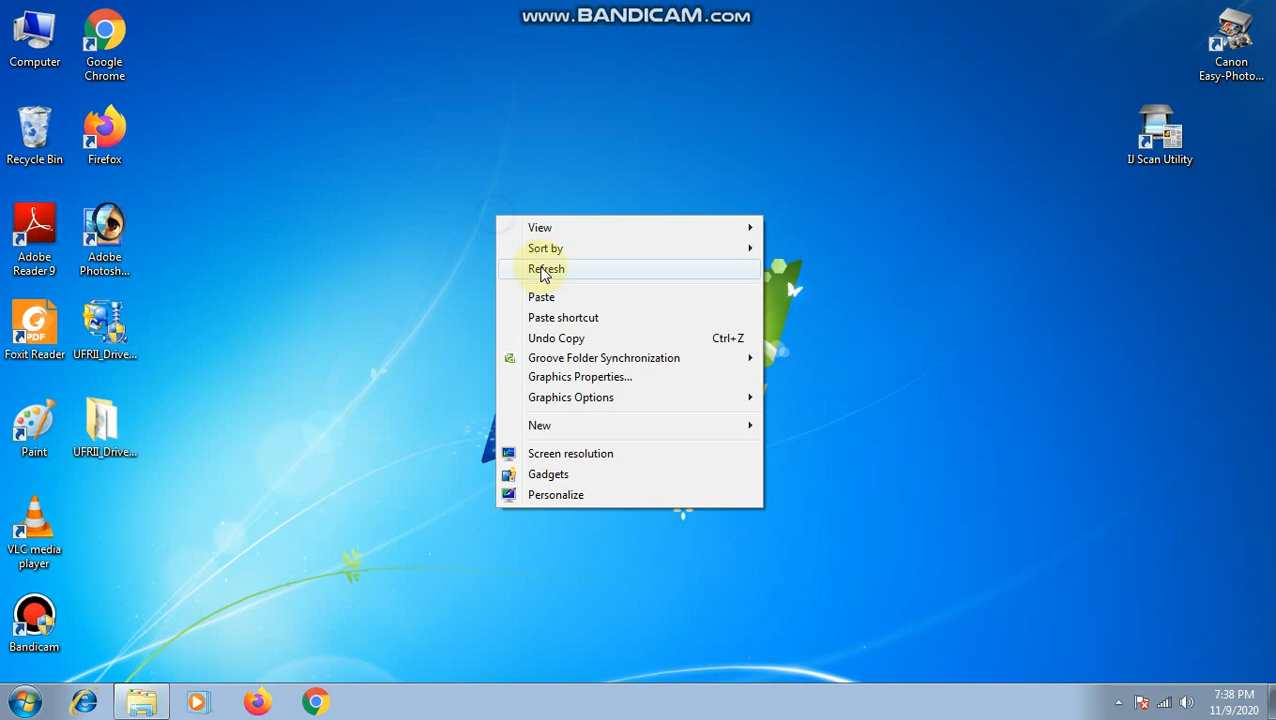 www.BANDICAM.com
Computer
Google
Chrome
Recycle Bin
Firefox
Adobe
Reader 9
Adobe
Photosh...
Foxit Reader
UFRII_Drive...
Paint
UFRII_Drive...
VLC media
player
Bandicam
Canon
Easy-Photo...
IJ Scan Utility
View
Sort by
Refresh
Paste
Paste shortcut
Undo Copy Ctrl+Z
Groove Folder Synchronization
Graphics Properties...
Graphics Options
New
Screen resolution
Gadgets
Personalize
PDF
7:38 PM
11/9/2020